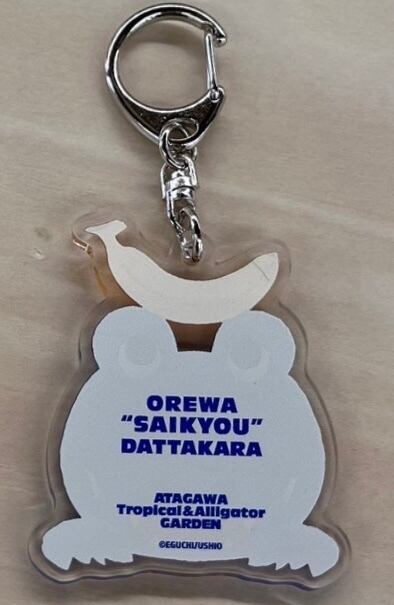 OREWA
"SAIKYOU"
DATTAKARA
ATAGAWA
Tropical&Alligator
GARDEN
©EGUCHI/USHIO